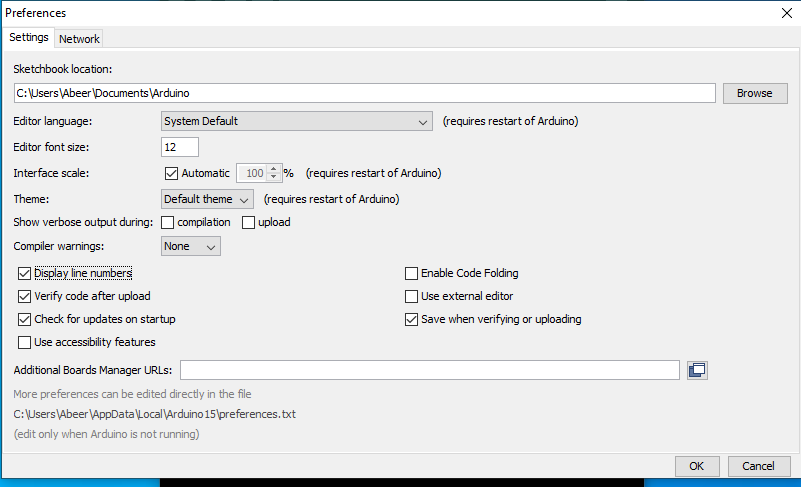 Preferences
Settings Network
Sketchbook location:
C:\Users\Abeer\Documents\Arduino Browse
Editor language: System Default (requires restart of Arduino)
Editor font size: 12
Interface scale: Automatic 100 % (requires restart of Arduino)
Theme: Default theme (requires restart of Arduino)
Show verbose output during: compilation upload
Compiler warnings: None
Display line numbers Enable Code Folding
Verify code after upload Use external editor
Check for updates on startup Save when verifying or uploading
Use accessibility features
Additional Boards Manager URLs:
More preferences can be edited directly in the file
C:\Users\Abeer\AppData\Local\Arduino15\preferences.txt
(edit only when Arduino is not running)
OK Cancel